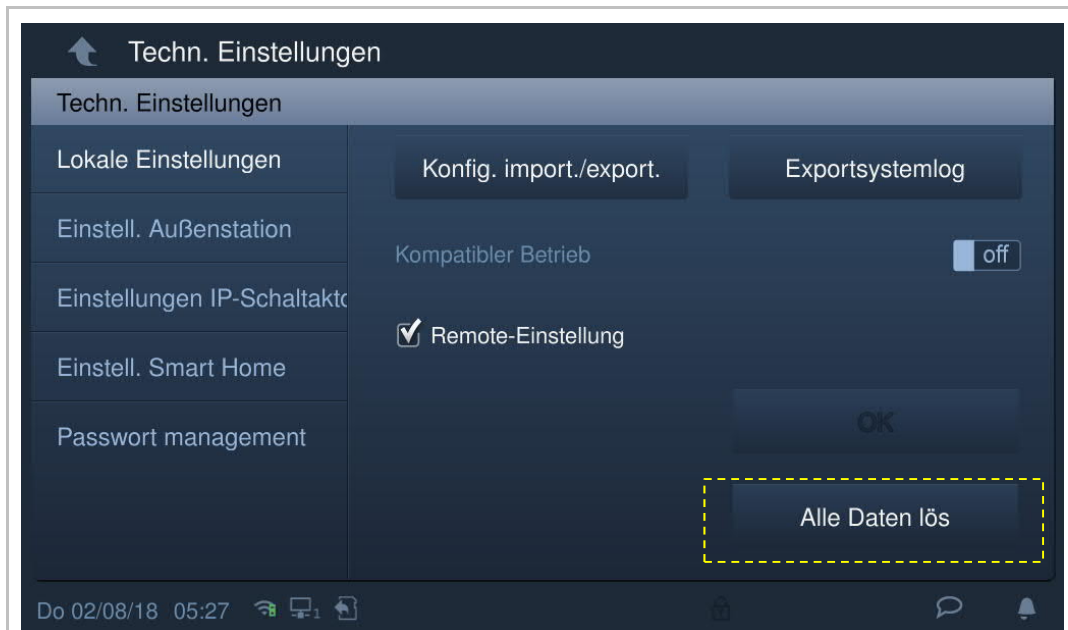 Techn. Einstellungen
Techn. Einstellungen
Lokale Einstellungen
Einstell. Außenstation
Einstellungen IP-Schaltakto
Einstell. Smart Home
Passwort management
Konfig. import./export.
Exportsystemlog
Kompatibler Betrieb
off
Remote-Einstellung
OK
Alle Daten lös
Do 02/08/18 05:27
1